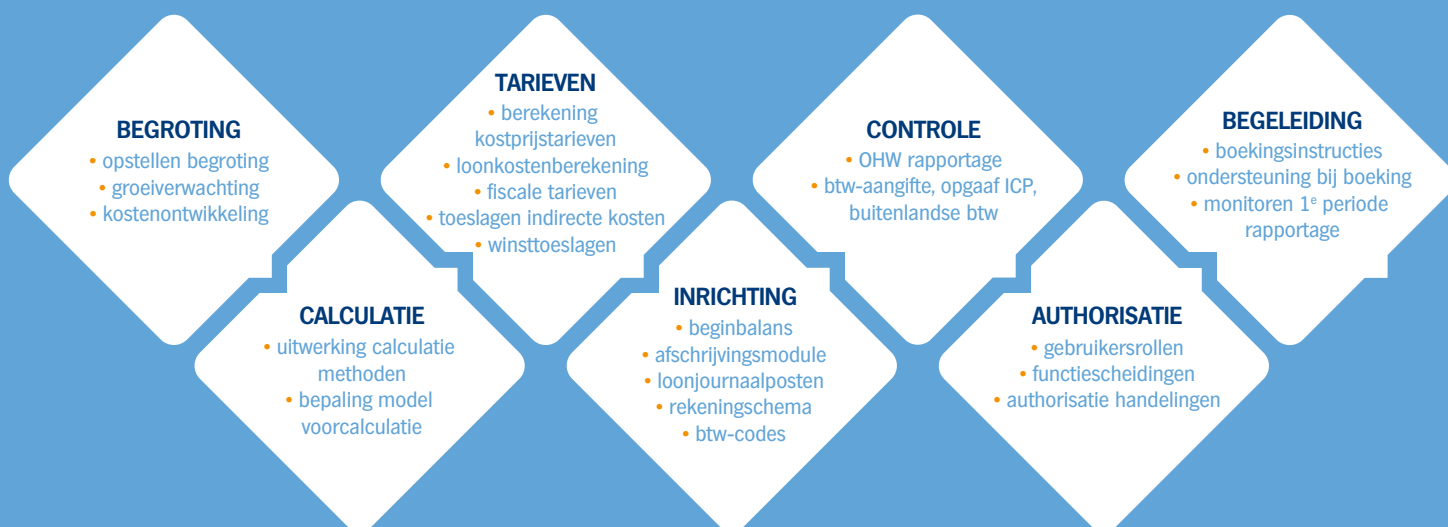 BEGROTING
• opstellen begroting
• groeiverwachting
• kostenontwikkeling
CALCULATIE
• uitwerking calculatie
methoden
• bepaling model
voorcalculatie
TARIEVEN
• berekening
kostprijstarieven
• loonkostenberekening
• fiscale tarieven
• toeslagen indirecte kosten
• winsttoeslagen
INRICHTING
• beginbalans
• afschrijvingsmodule
• loonjournaalposten
• rekeningschema
• btw-codes
CONTROLE
• OHW rapportage
• btw-aangifte, opgaaf ICP,
buitenlandse btw
AUTHORISATIE
• gebruikersrollen
• functiescheidingen
• authorisatie handelingen
BEGELEIDING
• boekingsinstructies
• ondersteuning bij boeking
• monitoren 1e periode
rapportage